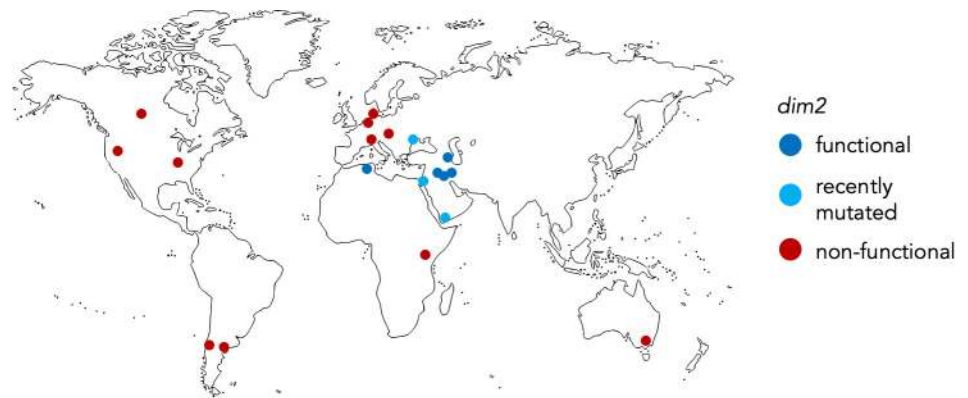 dim2
functional
recently
mutated
non-functional